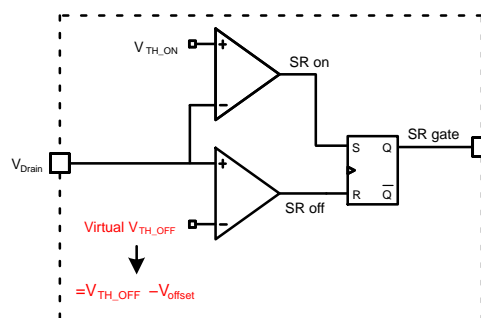 V_TH_ON
+
−
SR on
S Q
SR gate
V_Drain
+
−
R Q̅
SR off
Virtual V_TH_OFF
=V_TH_OFF −V_offset